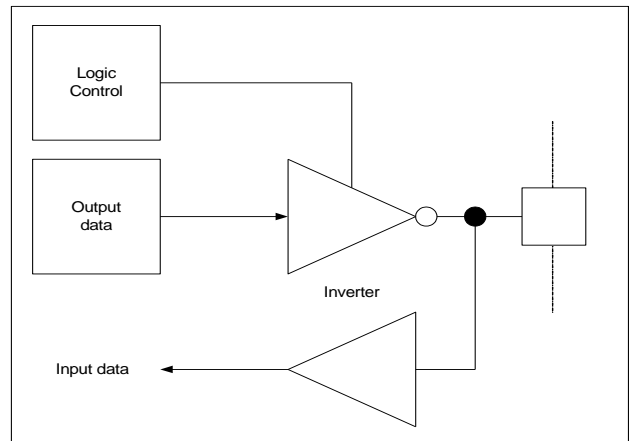 Logic
Control
Output
data
Inverter
Input data